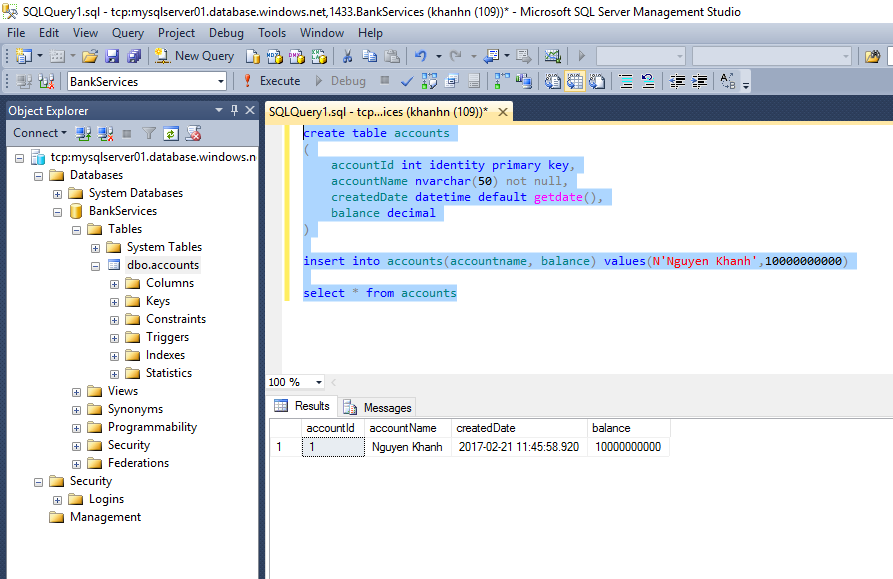 SQLQuery1.sql - tcp:mysqlserver01.database.windows.net,1433.BankServices (khanhn (109))* - Microsoft SQL Server Management Studio
File Edit View Query Project Debug Tools Window Help
New Query
BankServices Execute Debug
Object Explorer
Connect
tcp:mysqlserver01.database.windows.n
Databases
System Databases
BankServices
Tables
System Tables
dbo.accounts
Columns
Keys
Constraints
Triggers
Indexes
Statistics
Views
Synonyms
Programmability
Security
Federations
Security
Logins
Management
SQLQuery1.sql - tcp...ices (khanhn (109))*
create table accounts
(
accountId int identity primary key,
accountName nvarchar(50) not null,
createdDate datetime default getdate(),
balance decimal
)
insert into accounts(accountname, balance) values(N'Nguyen Khanh',10000000000)
select * from accounts
100 %
Results Messages
accountId accountName createdDate balance
1 1 Nguyen Khanh 2017-02-21 11:45:58.920 10000000000